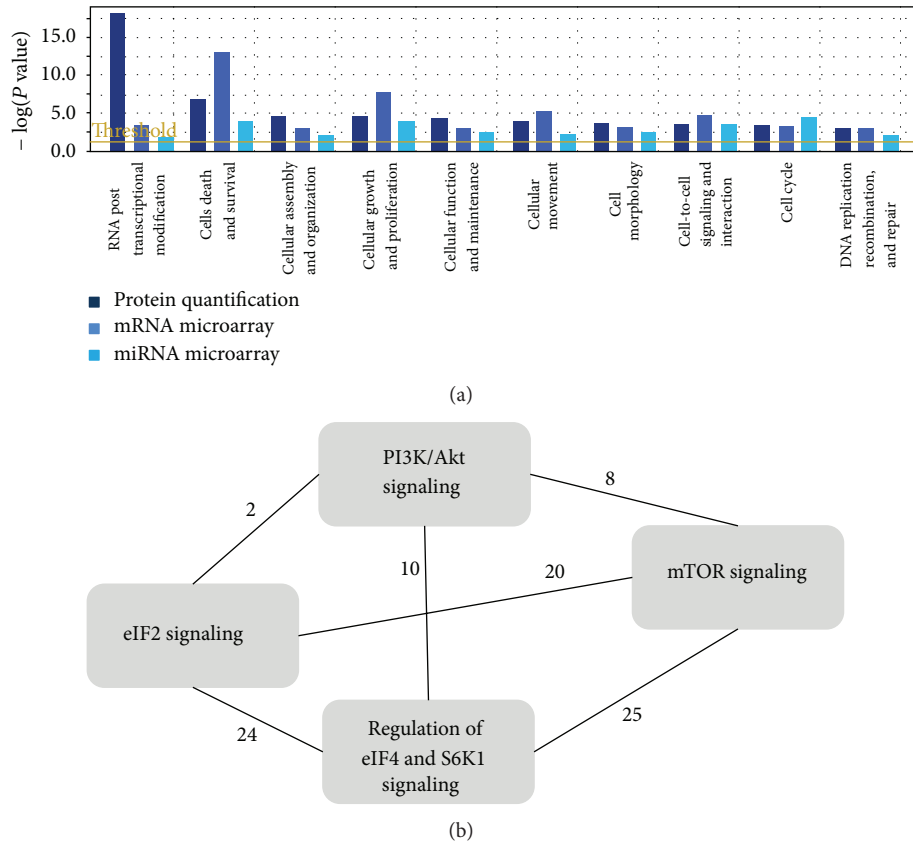 − log(P value)
15.0
10.0
5.0
0.0
Threshold
RNA post
transcriptional
modification
Cells death
and survival
Cellular assembly
and organization
Cellular growth
and proliferation
Cellular function
and maintenance
Cellular
movement
Cell
morphology
Cell-to-cell
signaling and
interaction
Cell cycle
DNA replication
recombination,
and repair
Protein quantification
mRNA microarray
miRNA microarray
(a)
PI3K/Akt
signaling
2
8
10
20
mTOR signaling
eIF2 signaling
24
25
Regulation of
eIF4 and S6K1
signaling
(b)